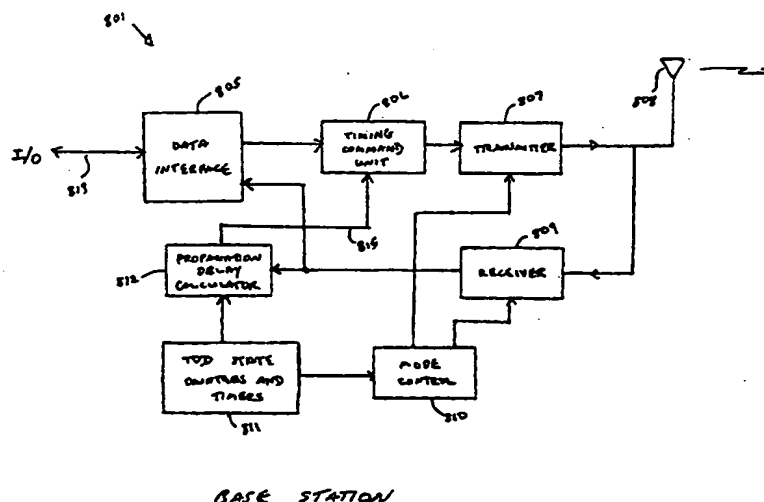 801
805
DATA
INTERFACE
I/O
813
806
TIMING
COMMAND
UNIT
807
TRANSMITTER
808
815
812
PROPAGATION
DELAY
CALCULATOR
809
RECEIVER
TDD STATE
COUNTERS AND
TIMERS
811
MODE
CONTROL
810
BASE STATION